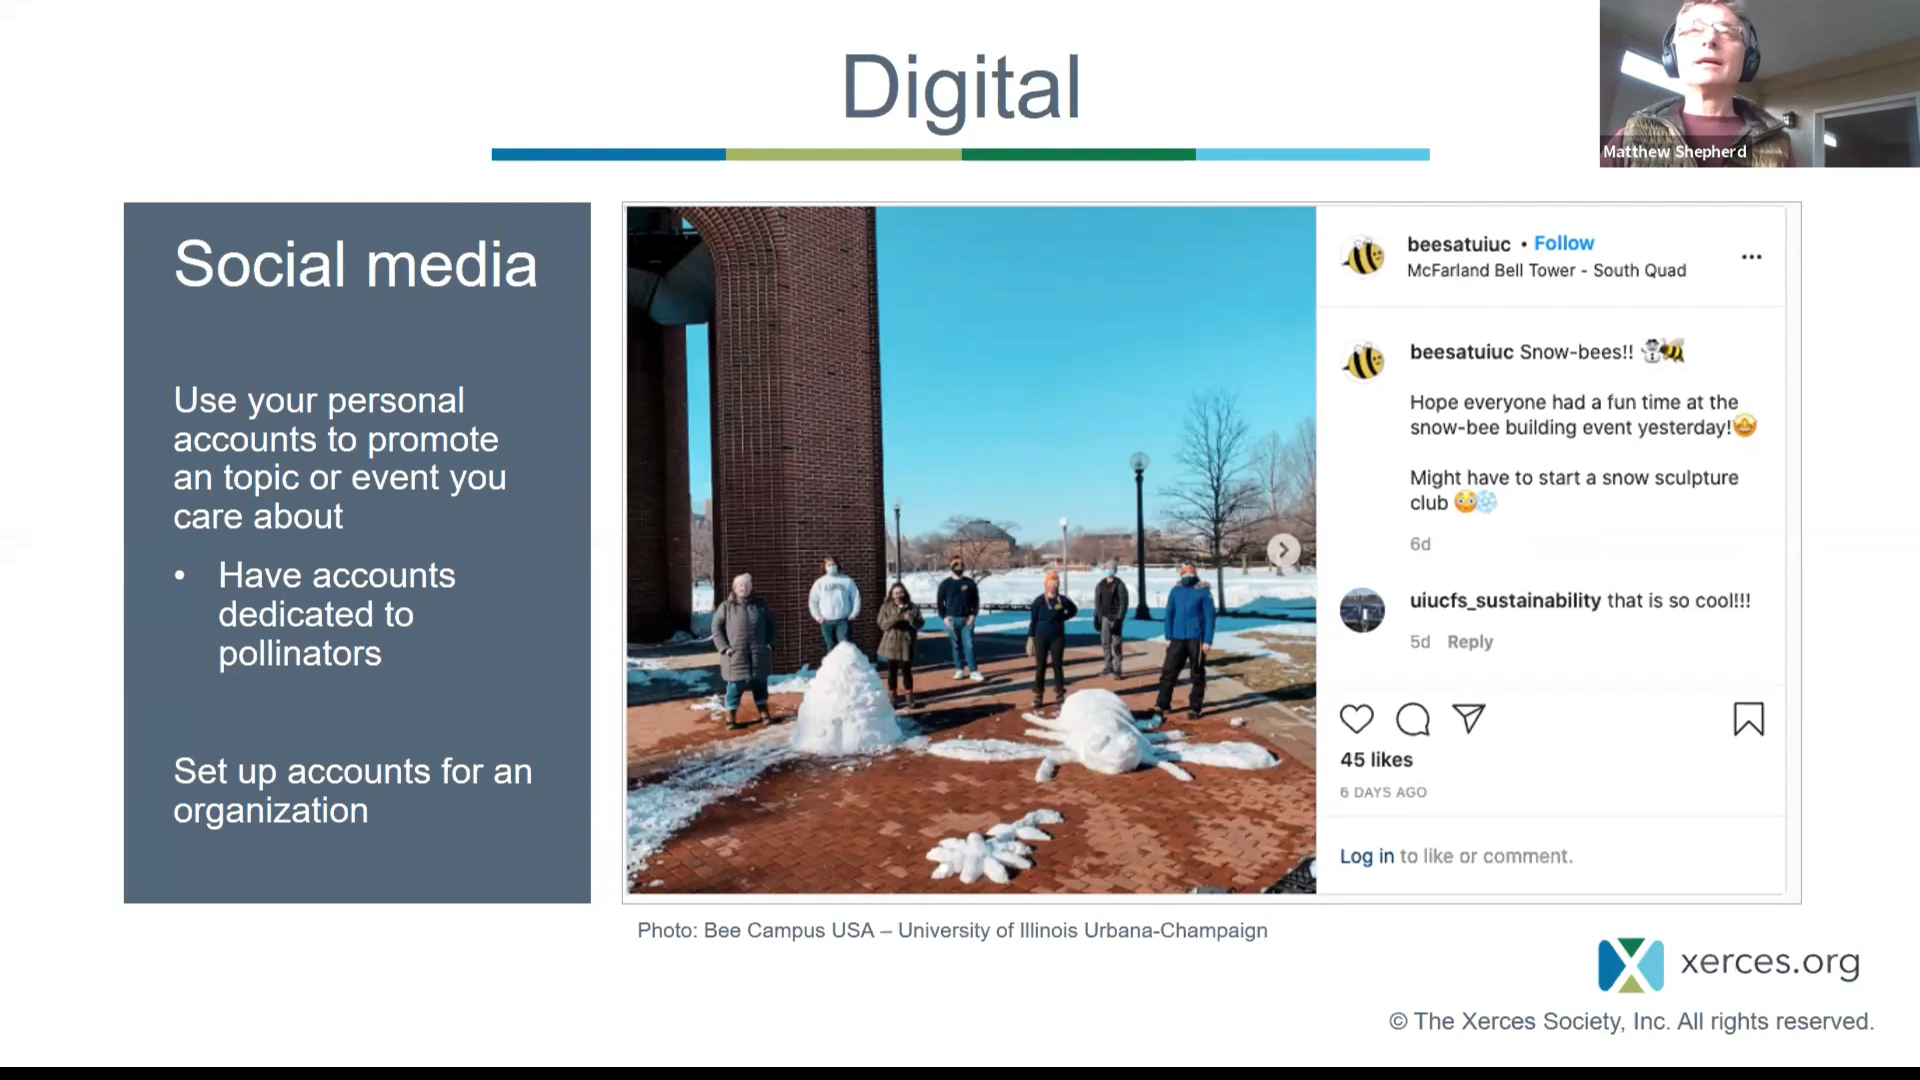 Digital
Matthew Shepherd
Social media
Use your personal
accounts to promote
an topic or event you
care about
• Have accounts
dedicated to
pollinators
Set up accounts for an
organization
beesatuiuc • Follow
McFarland Bell Tower - South Quad
beesatuiuc Snow-bees!! ⛄🐝
Hope everyone had a fun time at the
snow-bee building event yesterday!🤩
Might have to start a snow sculpture
club 😳❄️
6d
uiucfs_sustainability that is so cool!!!
5d Reply
45 likes
6 DAYS AGO
Log in to like or comment.
Photo: Bee Campus USA – University of Illinois Urbana-Champaign
xerces.org
© The Xerces Society, Inc. All rights reserved.